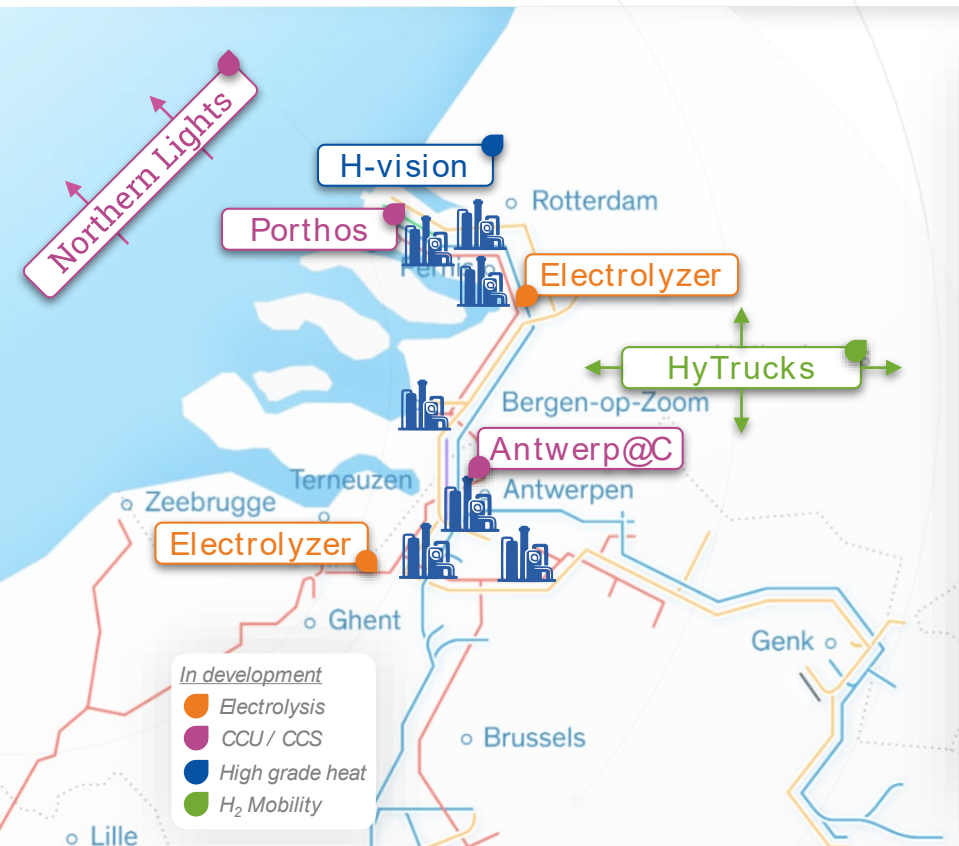 Northern Lights
H-vision
Rotterdam
Porthos
Pernis
Electrolyzer
HyTrucks
Bergen-op-Zoom
Antwerp@C
Terneuzen
Antwerpen
Zeebrugge
Electrolyzer
Ghent
Genk
In development
Electrolysis
CCU / CCS
High grade heat
H₂ Mobility
Brussels
Lille